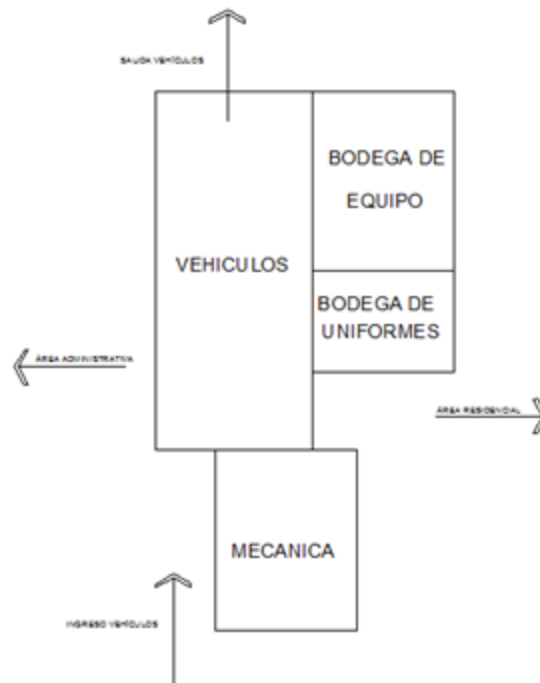 SALIDA VEHÍCULOS
BODEGA DE
EQUIPO
VEHICULOS
BODEGA DE
UNIFORMES
ÁREA ADMINISTRATIVA
ÁREA RESIDENCIAL
MECANICA
INGRESO VEHÍCULOS